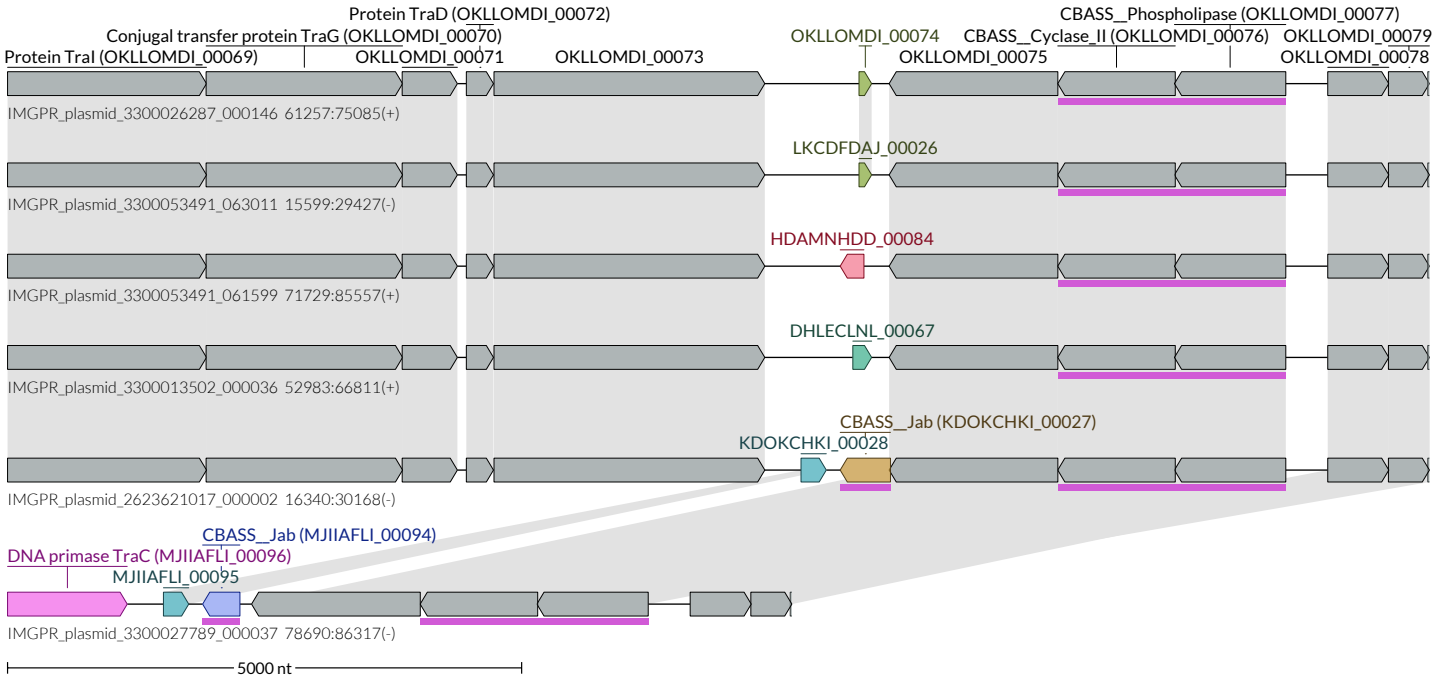 Protein TraD (OKLLOMDI_00072)
CBASS__Phospholipase (OKLLOMDI_00077)
Conjugal transfer protein TraG (OKLLOMDI_00070)
OKLLOMDI_00074
CBASS__Cyclase_II (OKLLOMDI_00076)
OKLLOMDI_00079
Protein TraI (OKLLOMDI_00069)
OKLLOMDI_00071
OKLLOMDI_00073
OKLLOMDI_00075
OKLLOMDI_00078
IMGPR_plasmid_3300026287_000146 61257:75085(+)
LKCDFDAJ_00026
IMGPR_plasmid_3300053491_063011 15599:29427(-)
HDAMNHDD_00084
IMGPR_plasmid_3300053491_061599 71729:85557(+)
DHLECLNL_00067
IMGPR_plasmid_3300013502_000036 52983:66811(+)
CBASS__Jab (KDOKCHKI_00027)
KDOKCHKI_00028
IMGPR_plasmid_2623621017_000002 16340:30168(-)
CBASS__Jab (MJIIAFLI_00094)
DNA primase TraC (MJIIAFLI_00096)
MJIIAFLI_00095
IMGPR_plasmid_3300027789_000037 78690:86317(-)
5000 nt